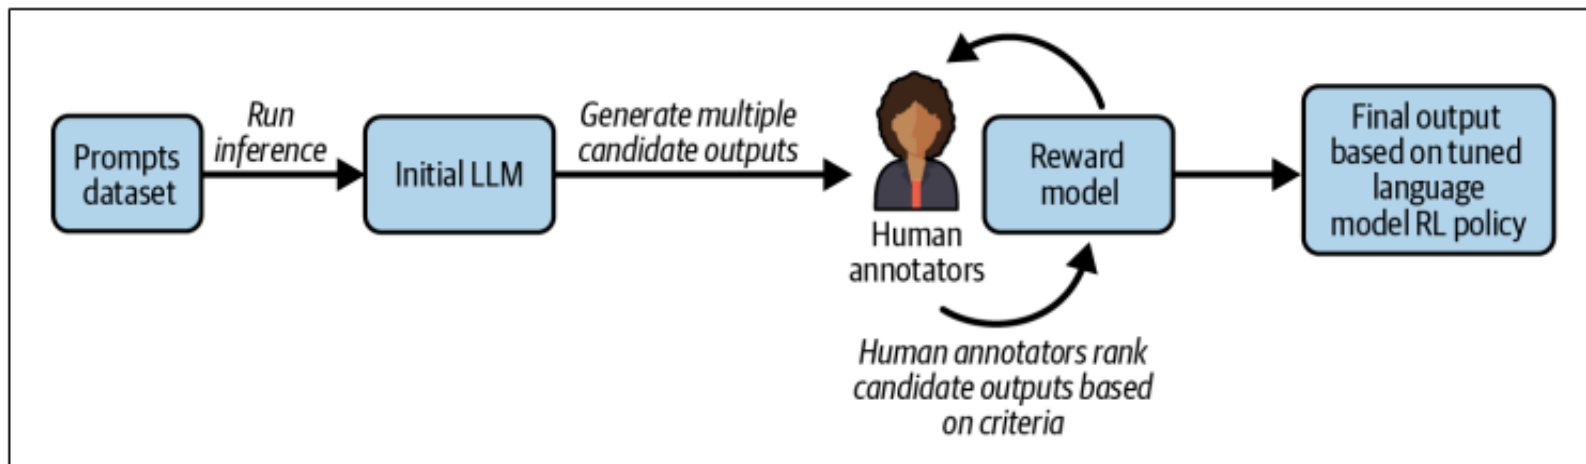 Prompts
dataset
Run
inference
Initial LLM
Generate multiple
candidate outputs
Human
annotators
Reward
model
Human annotators rank
candidate outputs based
on criteria
Final output
based on tuned
language
model RL policy